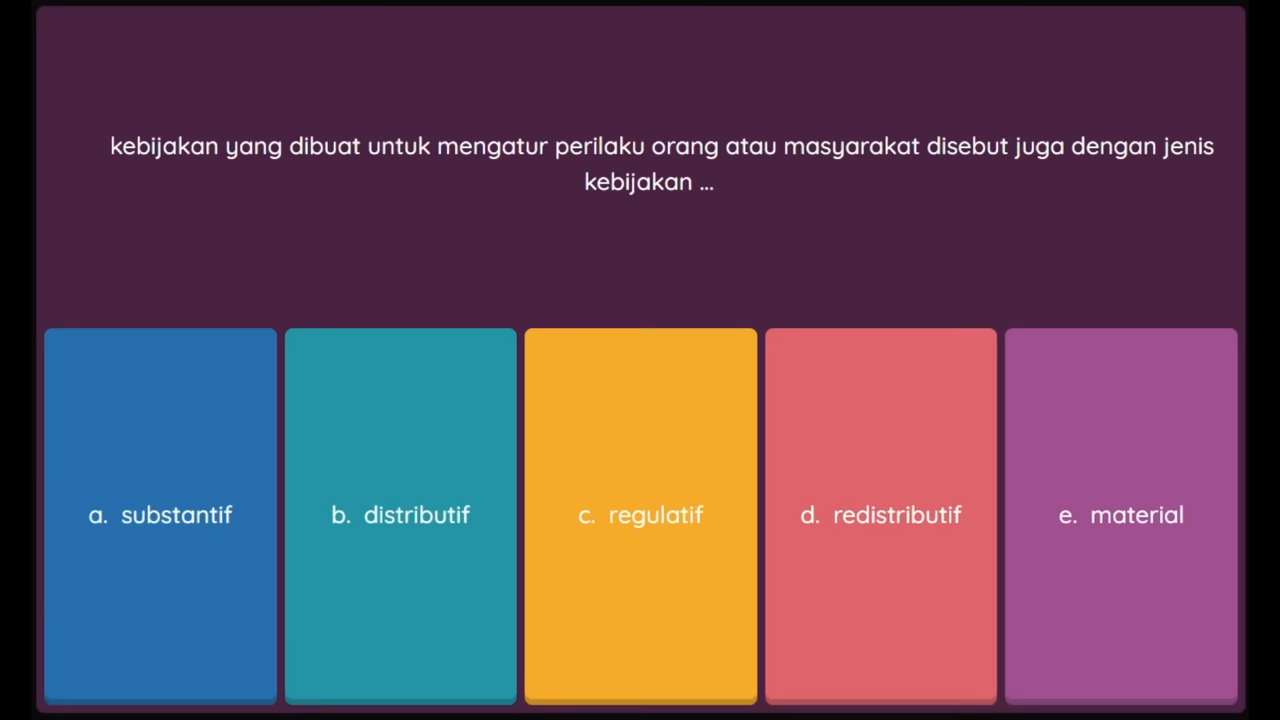 kebijakan yang dibuat untuk mengatur perilaku orang atau masyarakat disebut juga dengan jenis
kebijakan ...
a. substantif
b. distributif
c. regulatif
d. redistributif
e. material